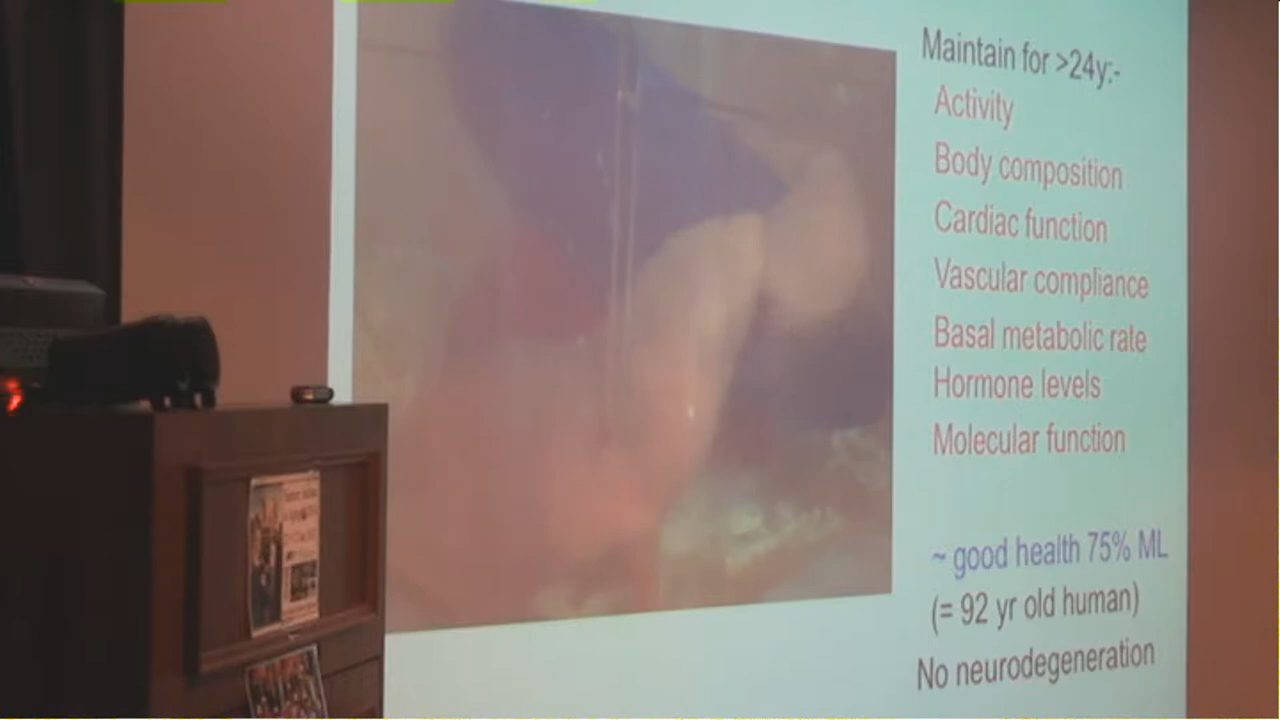 Maintain for >24y:-
Activity
Body composition
Cardiac function
Vascular compliance
Basal metabolic rate
Hormone levels
Molecular function
~ good health 75% ML
(= 92 yr old human)
No neurodegeneration